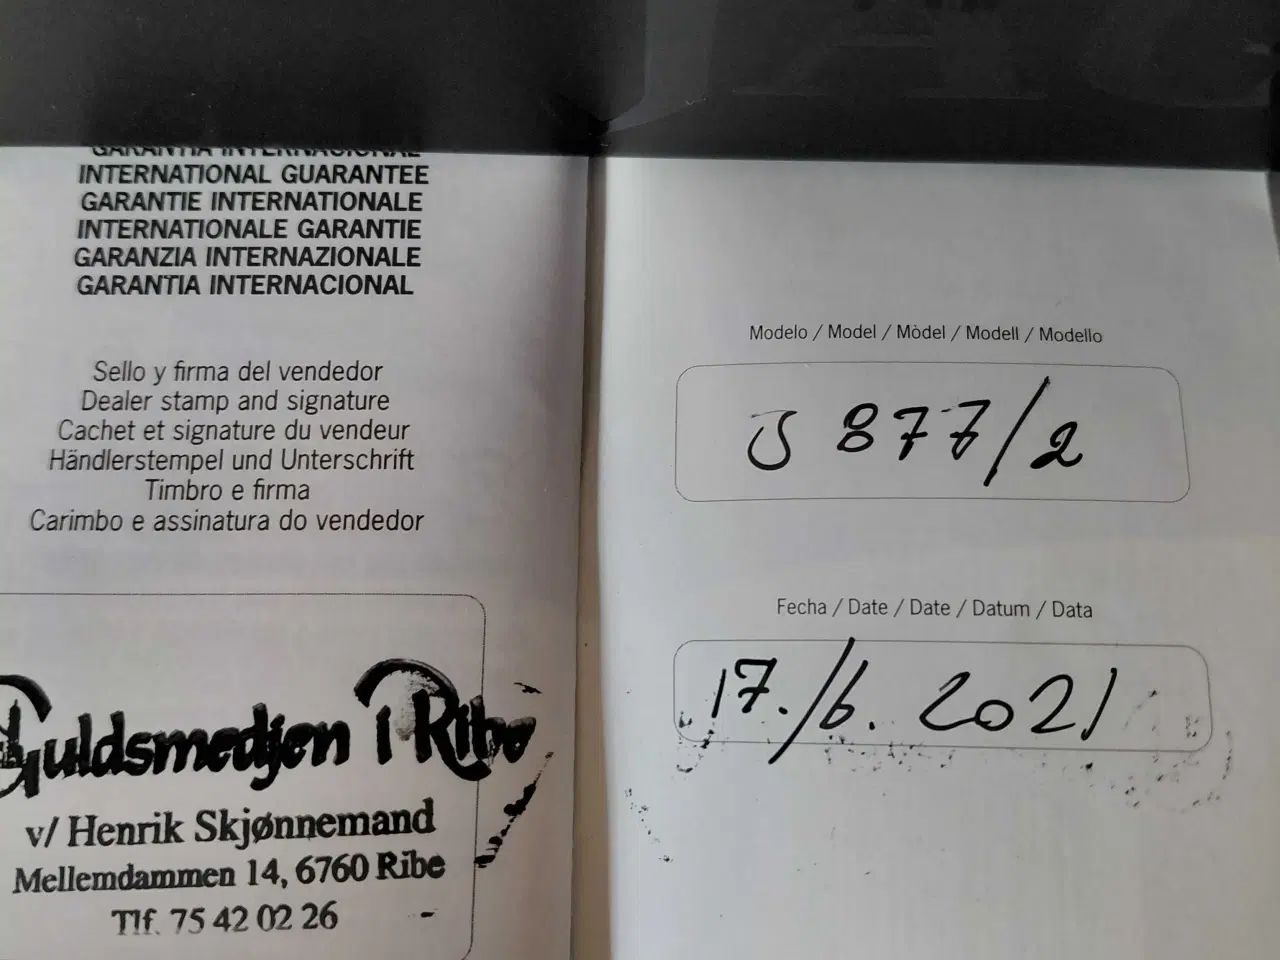 GARANTÍA INTERNACIONAL
INTERNATIONAL GUARANTEE
GARANTIE INTERNATIONALE
INTERNATIONALE GARANTIE
GARANZIA INTERNAZIONALE
GARANTIA INTERNACIONAL
Sello y firma del vendedor
Dealer stamp and signature
Cachet et signature du vendeur
Händlerstempel und Unterschrift
Timbro e firma
Carimbo e assinatura do vendedor
Guldsmedjen i Ribe
v/ Henrik Skjønnemand
Mellemdammen 14, 6760 Ribe
Tlf. 75 42 02 26
Modelo / Model / Mòdel / Modell / Modello
J 877/2
Fecha / Date / Date / Datum / Data
17./6. 2021